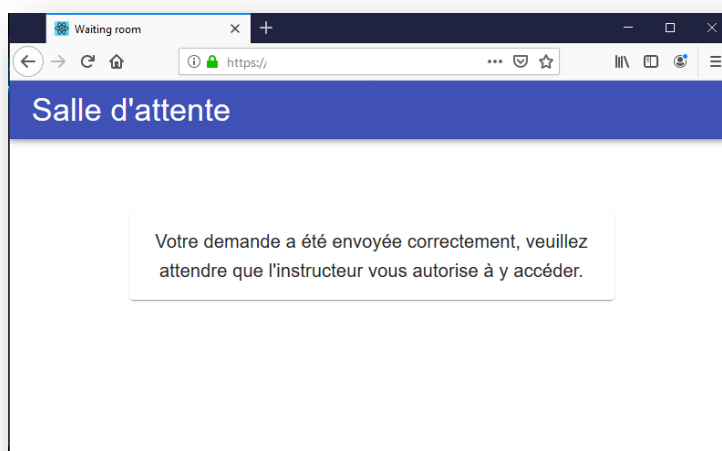 Waiting room
https://
Salle d'attente
Votre demande a été envoyée correctement, veuillez
attendre que l'instructeur vous autorise à y accéder.